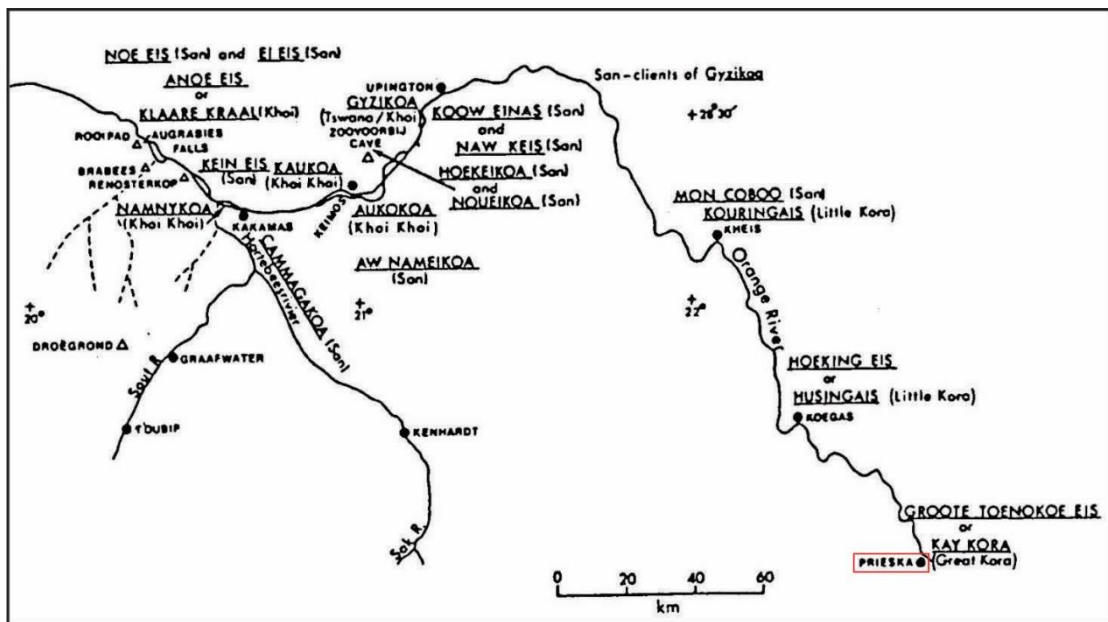 NOE EIS (San) and EI EIS (San)
ANOE EIS
or
KLAARE KRAAL (Khoi)
ROOIPAD
AUGRABIES
FALLS
BRABEES
RENOSTERKOP
KEIN EIS
(San)
KAUKOA
(Khoi Khoi)
NAMNYKOA
(Khoi Khoi)
KAKAMAS
KEIMOS
UPINGTON
GYZIKOA
(Tswana/Khoi
ZOOVOORBIJ
CAVE
KOOW EINAS (San)
and
NAW KEIS (San)
HOEKEIKOA (San)
and
NOUEIKOA (San)
AUKOKOA
(Khoi Khoi)
AW NAMEIKOA
(San)
San-clients of Gyzikoa
+28°30′
MON COBOO (San)
KOURINGAIS (Little Kora)
KHEIS
Orange River
+
20°
+
21°
+
22°
CAMMAGAKOA (San)
Hartebeesrivier
DROËGROND
GRAAFWATER
Sout R.
T'OUBIP
KENHARDT
Sak R.
HOEKING EIS
or
HUSINGAIS (Little Kora)
KOEGAS
GROOTE TOENOKOE EIS
or
KAY KORA
(Great Kora)
PRIESKA
0 20 40 60
km